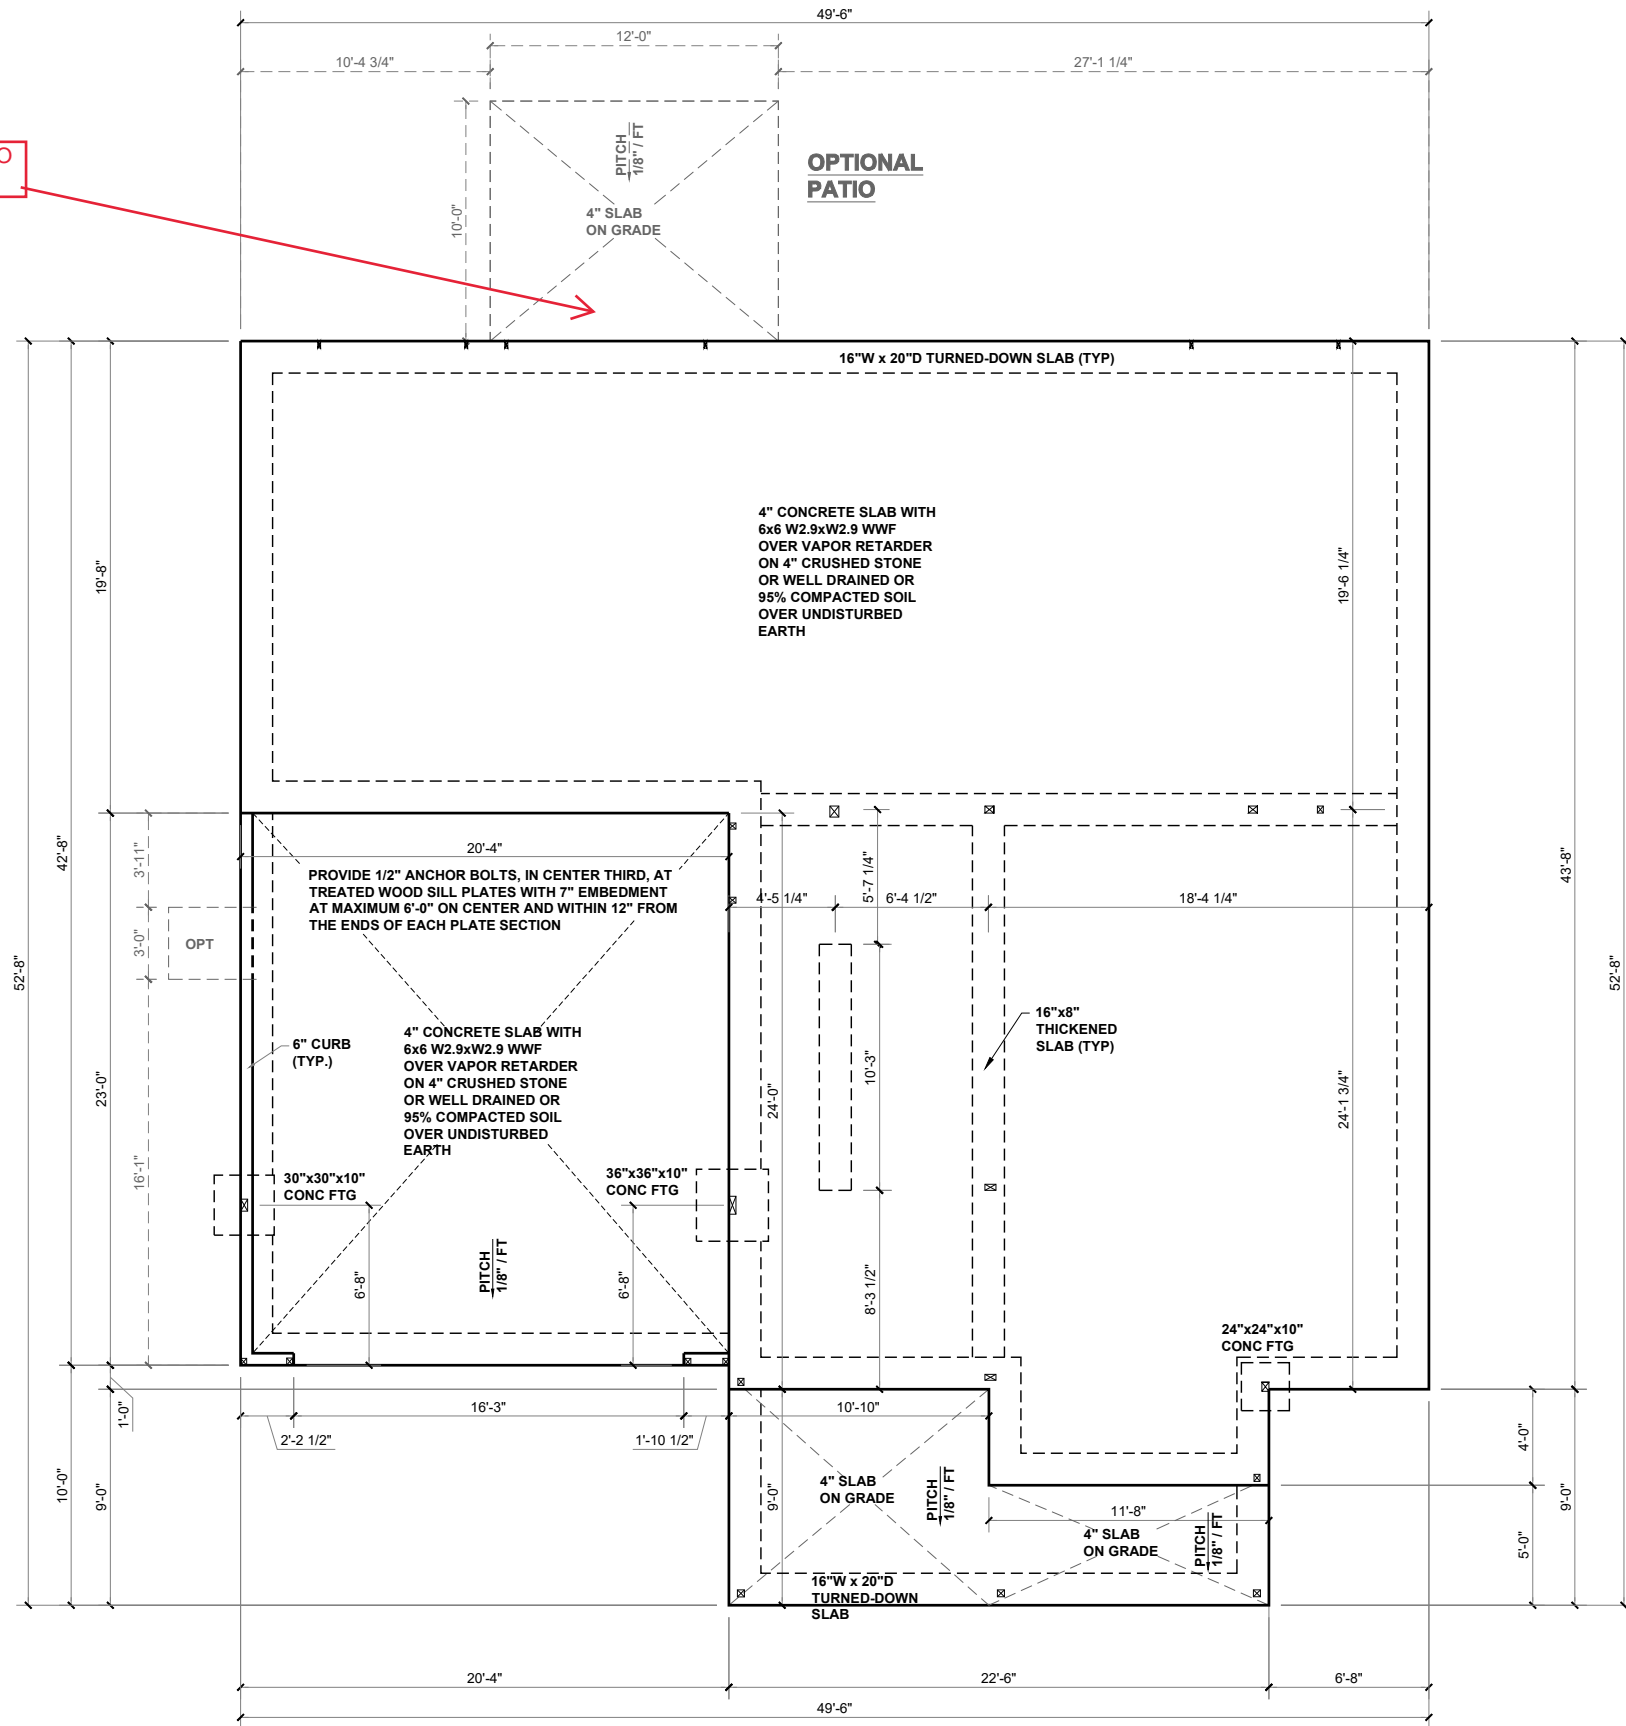 49'-6"
12'-0"
10'-4 3/4"
27'-1 1/4"
O
PITCH
1/8" / FT
OPTIONAL
PATIO
10'-0"
4" SLAB
ON GRADE
16"W x 20"D TURNED-DOWN SLAB (TYP)
4" CONCRETE SLAB WITH
6x6 W2.9xW2.9 WWF
OVER VAPOR RETARDER
ON 4" CRUSHED STONE
OR WELL DRAINED OR
95% COMPACTED SOIL
OVER UNDISTURBED
EARTH
19'-8"
19'-6 1/4"
42'-8"
43'-8"
52'-8"
52'-8"
3'-11"
20'-4"
PROVIDE 1/2" ANCHOR BOLTS, IN CENTER THIRD, AT
TREATED WOOD SILL PLATES WITH 7" EMBEDMENT
AT MAXIMUM 6'-0" ON CENTER AND WITHIN 12" FROM
THE ENDS OF EACH PLATE SECTION
5'-7 1/4"
4'-5 1/4"
6'-4 1/2"
18'-4 1/4"
3'-0"
OPT
16"x8"
THICKENED
SLAB (TYP)
6" CURB
(TYP.)
4" CONCRETE SLAB WITH
6x6 W2.9xW2.9 WWF
OVER VAPOR RETARDER
ON 4" CRUSHED STONE
OR WELL DRAINED OR
95% COMPACTED SOIL
OVER UNDISTURBED
EARTH
23'-0"
24'-0"
10'-3"
24'-1 3/4"
16'-1"
30"x30"x10"
CONC FTG
36"x36"x10"
CONC FTG
6'-8"
PITCH
1/8" / FT
6'-8"
8'-3 1/2"
24"x24"x10"
CONC FTG
1'-0"
16'-3"
10'-10"
2'-2 1/2"
1'-10 1/2"
4'-0"
10'-0"
9'-0"
4" SLAB
ON GRADE
PITCH
1/8" / FT
9'-0"
11'-8"
4" SLAB
ON GRADE
PITCH
1/8" / FT
9'-0"
5'-0"
16"W x 20"D
TURNED-DOWN
SLAB
20'-4"
22'-6"
6'-8"
49'-6"